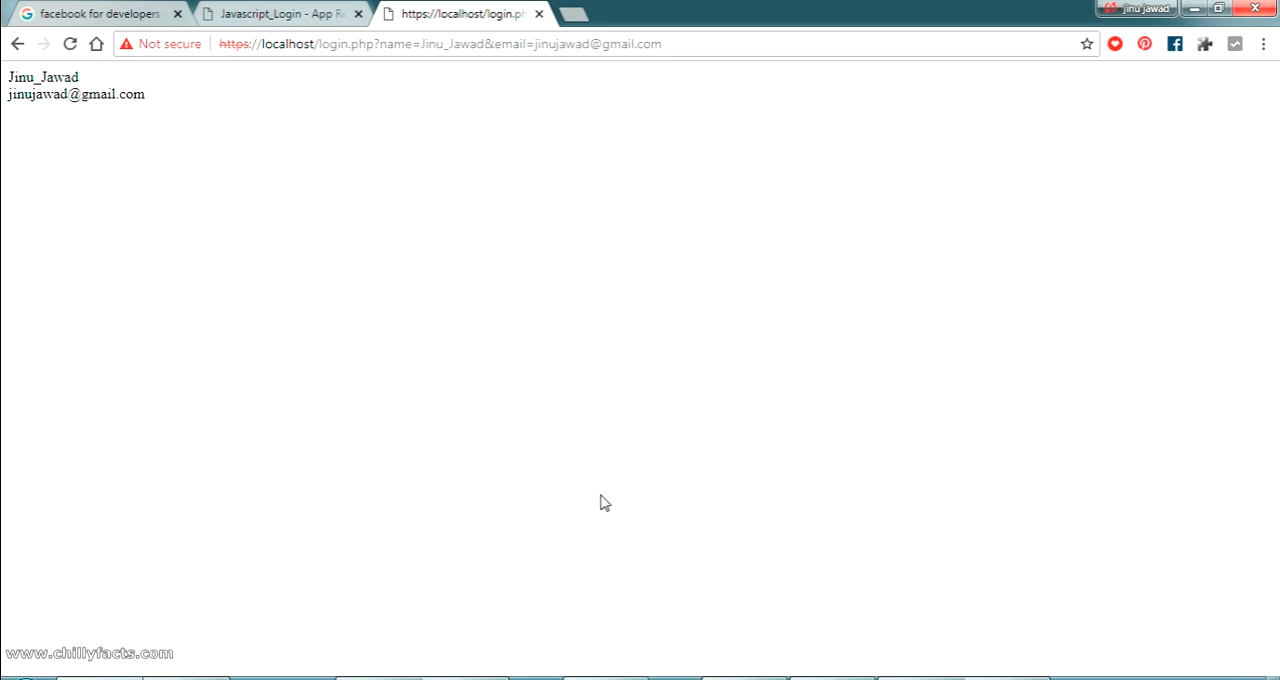 facebook for developers
Javascript_Login - App Re
https://localhost/login.ph
jinu jawad
Not secure
https://localhost/login.php?name=Jinu_Jawad&email=jinujawad@gmail.com
Jinu_Jawad
jinujawad@gmail.com
www.chillyfacts.com